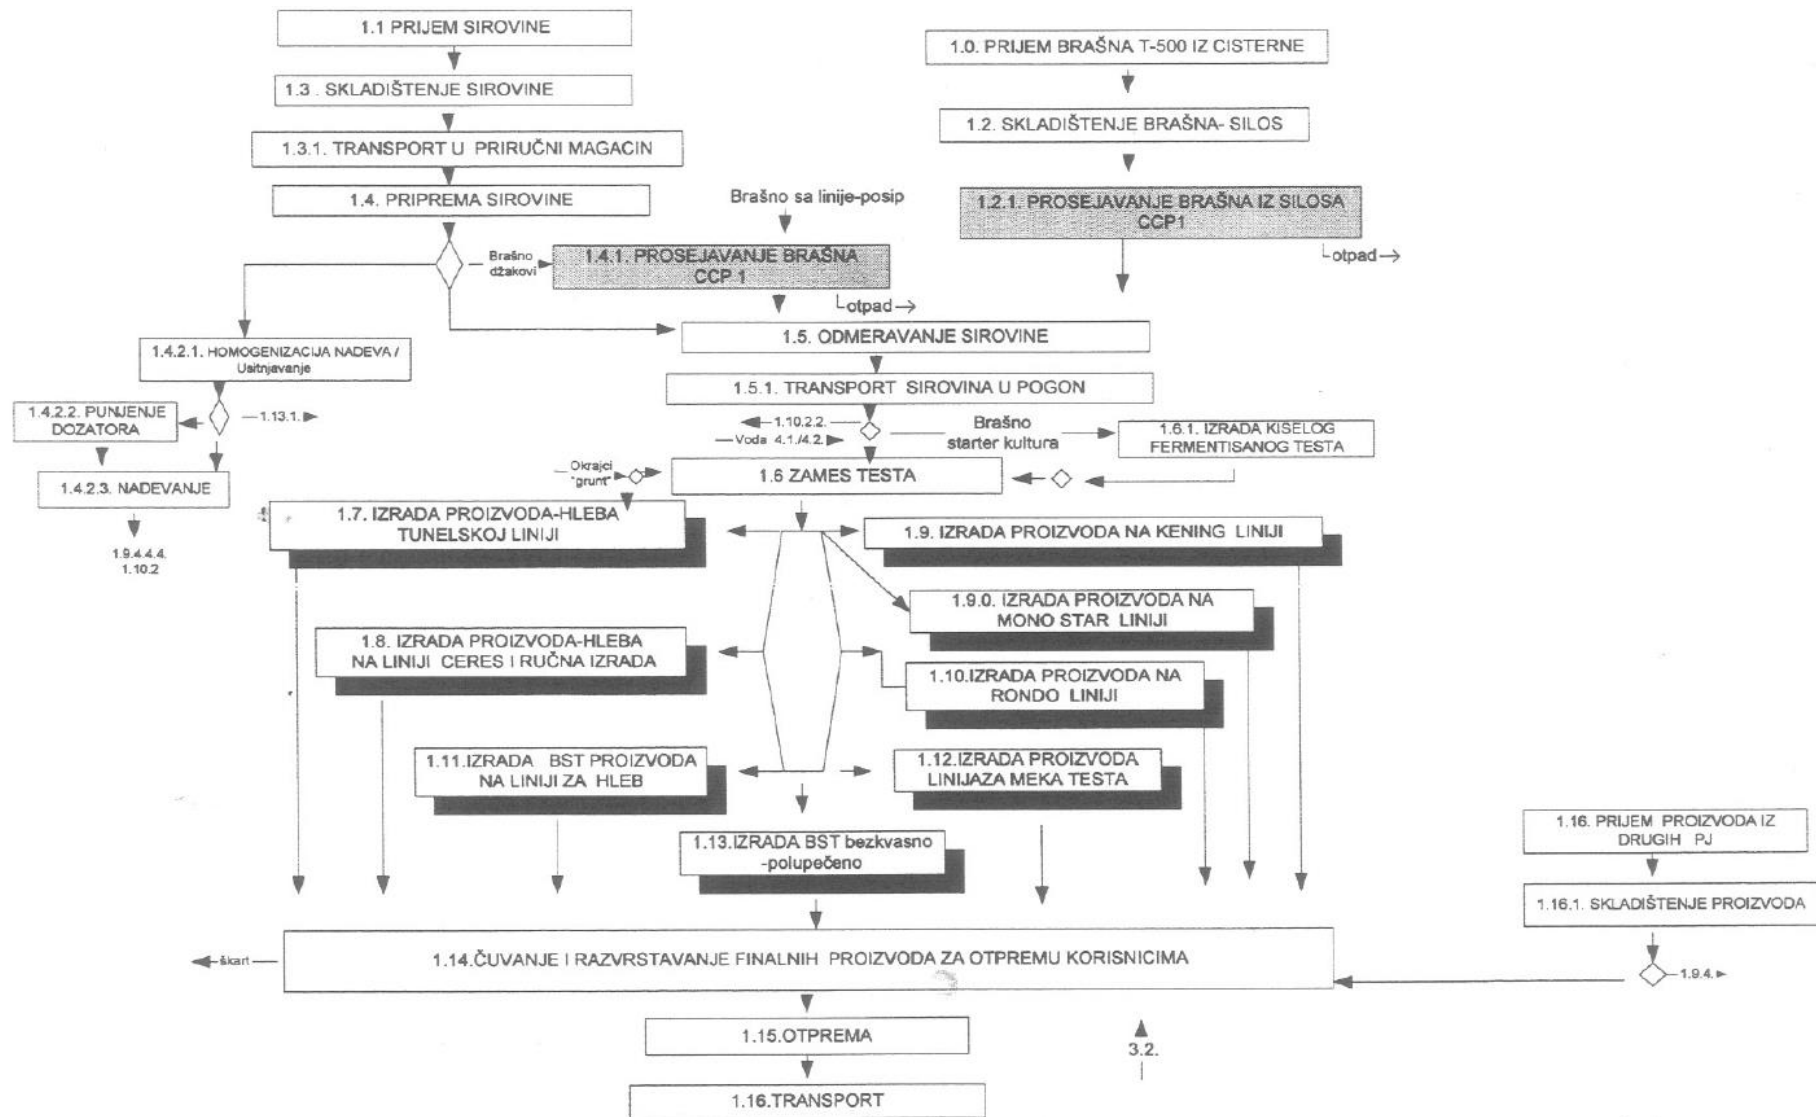 1.1 PRIJEM SIROVINE
1.0. PRIJEM BRAŠNA T-500 IZ CISTERNE
1.3 . SKLADIŠTENJE SIROVINE
1.2. SKLADIŠTENJE BRAŠNA- SILOS
1.3.1. TRANSPORT U PRIRUČNI MAGACIN
1.4. PRIPREMA SIROVINE
Brašno sa linije-posip
1.2.1. PROSEJAVANJE BRAŠNA IZ SILOSA
CCP1
otpad
Brašno
džakovi
1.4.1. PROSEJAVANJE BRAŠNA
CCP 1
otpad
1.5. ODMERAVANJE SIROVINE
1.4.2.1. HOMOGENIZACIJA NADEVA /
Usitnjavanje
1.5.1. TRANSPORT SIROVINA U POGON
1.4.2.2. PUNJENJE
DOZATORA
1.13.1.
1.10.2.2.
Voda 4.1./4.2.
Brašno
starter kultura
1.6.1. IZRADA KISELOG
FERMENTISANOG TESTA
1.4.2.3. NADEVANJE
Okrajci
"grunt"
1.6 ZAMES TESTA
1.9.4.4.4.
1.10.2
1.7. IZRADA PROIZVODA-HLEBA
TUNELSKOJ LINIJI
1.9. IZRADA PROIZVODA NA KENING LINIJI
1.9.0. IZRADA PROIZVODA NA
MONO STAR LINIJI
1.8. IZRADA PROIZVODA-HLEBA
NA LINIJI CERES I RUČNA IZRADA
1.10.IZRADA PROIZVODA NA
RONDO LINIJI
1.11.IZRADA BST PROIZVODA
NA LINIJI ZA HLEB
1.12.IZRADA PROIZVODA
LINIJAZA MEKA TESTA
1.13.IZRADA BST bezkvasno
-polupečeno
1.16. PRIJEM PROIZVODA IZ
DRUGIH PJ
1.16.1. SKLADIŠTENJE PROIZVODA
škart
1.14.ČUVANJE I RAZVRSTAVANJE FINALNIH PROIZVODA ZA OTPREMU KORISNICIMA
1.9.4.
1.15.OTPREMA
3.2.
1.16.TRANSPORT